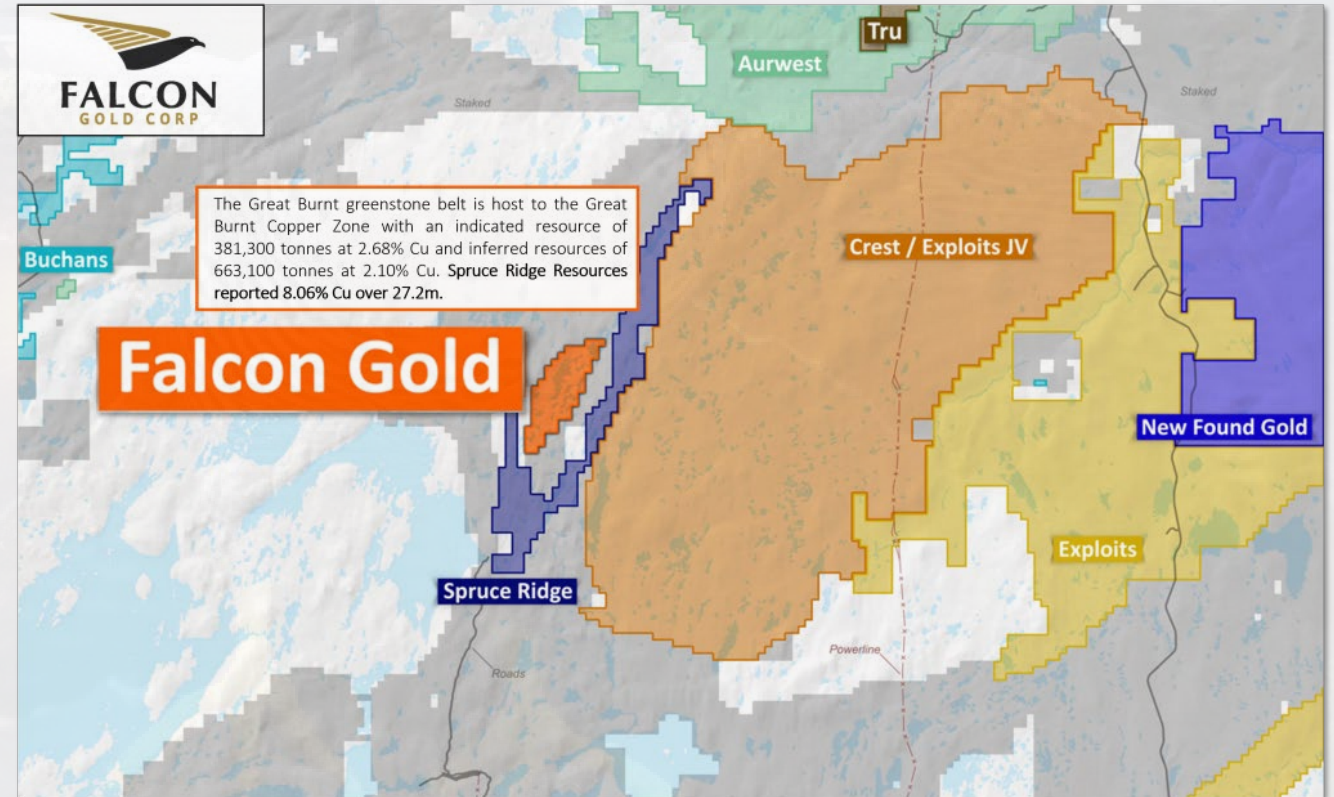 FALCON
GOLD CORP
Tru
Aurwest
Staked
Staked
The Great Burnt greenstone belt is host to the Great
Burnt Copper Zone with an indicated resource of
381,300 tonnes at 2.68% Cu and inferred resources of
663,100 tonnes at 2.10% Cu. Spruce Ridge Resources
reported 8.06% Cu over 27.2m.
Buchans
Crest / Exploits JV
Falcon Gold
New Found Gold
Exploits
Spruce Ridge
Powerline
Roads